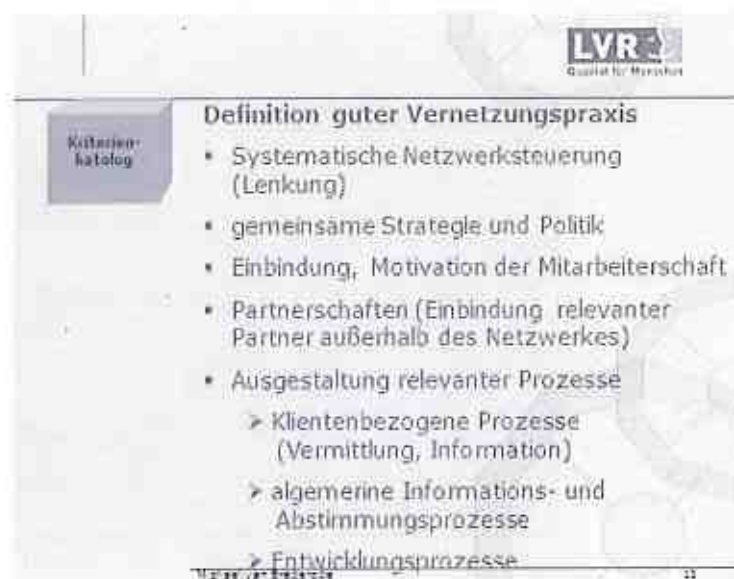 LVR
Qualität für Menschen
Kriterien-
katalog
Definition guter Vernetzungspraxis
• Systematische Netzwerksteuerung
(Lenkung)
• gemeinsame Strategie und Politik
• Einbindung, Motivation der Mitarbeiterschaft
• Partnerschaften (Einbindung relevanter
Partner außerhalb des Netzwerkes)
• Ausgestaltung relevanter Prozesse
➢ Klientenbezogene Prozesse
(Vermittlung, Information)
➢ algemerine Informations- und
Abstimmungsprozesse
➢ Entwicklungsprozesse